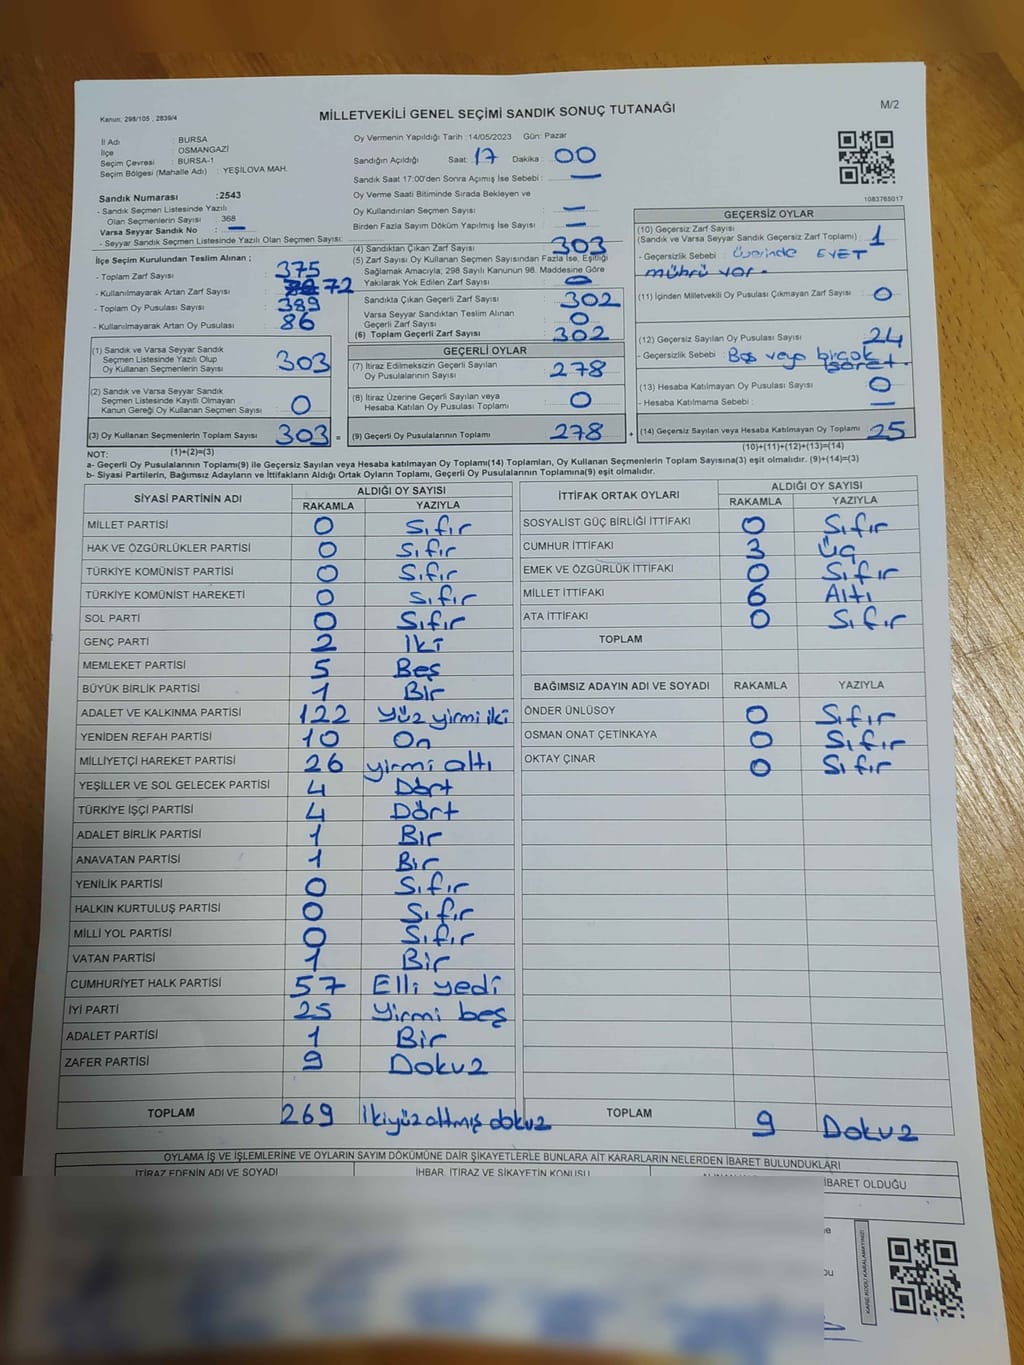 Kanun; 298/105 , 2839/4
MİLLETVEKİLİ GENEL SEÇİMİ SANDIK SONUÇ TUTANAĞI
M/2
İl Adı : BURSA
İlçe : OSMANGAZİ
Seçim Çevresi : BURSA-1
Seçim Bölgesi (Mahalle Adı) : YEŞİLOVA MAH.
Oy Vermenin Yapıldığı Tarih :14/05/2023 Gün: Pazar
Sandığın Açıldığı Saat: 17 Dakika : 00
Sandık Saat 17:00'den Sonra Açımış İse Sebebi : —
Oy Verme Saati Bitiminde Sırada Bekleyen ve
Oy Kullandırılan Seçmen Sayısı : —
Birden Fazla Sayım Döküm Yapılmış İse Sayısı : —
1083765017
Sandık Numarası :2543
- Sandık Seçmen Listesinde Yazılı
Olan Seçmenlerin Sayısı : 368
Varsa Seyyar Sandık No : —
- Seyyar Sandık Seçmen Listesinde Yazılı Olan Seçmen Sayısı:
İlçe Seçim Kurulundan Teslim Alınan ;
- Toplam Zarf Sayısı : 375
- Kullanılmayarak Artan Zarf Sayısı : 72
- Toplam Oy Pusulası Sayısı : 389
- Kullanılmayarak Artan Oy Pusulası : 86
(4) Sandıktan Çıkan Zarf Sayısı : 303
(5) Zarf Sayısı Oy Kullanan Seçmen Sayısından Fazla İse, Eşitliği
Sağlamak Amacıyla; 298 Sayılı Kanunun 98. Maddesine Göre
Yakılarak Yok Edilen Zarf Sayısı : 0
Sandıkta Çıkan Geçerli Zarf Sayısı : 302
Varsa Seyyar Sandıktan Teslim Alınan
Geçerli Zarf Sayısı : 0
(6) Toplam Geçerli Zarf Sayısı : 302
GEÇERSİZ OYLAR
(10) Geçersiz Zarf Sayısı
(Sandık ve Varsa Seyyar Sandık Geçersiz Zarf Toplamı) : 1
- Geçersizlik Sebebi : üzerinde EVET
mührü var.
(11) İçinden Milletvekili Oy Pusulası Çıkmayan Zarf Sayısı : 0
(12) Geçersiz Sayılan Oy Pusulası Sayısı : 24
- Geçersizlik Sebebi : Boş veya birçok
işaret.
(13) Hesaba Katılmayan Oy Pusulası Sayısı : 0
- Hesaba Katılmama Sebebi : —
(14) Geçersiz Sayılan veya Hesaba Katılmayan Oy Toplamı : 25
(10)+(11)+(12)+(13)=(14)
(1) Sandık ve Varsa Seyyar Sandık
Seçmen Listesinde Yazılı Olup
Oy Kullanan Seçmenlerin Sayısı : 303
(2) Sandık ve Varsa Seyyar Sandık
Seçmen Listesinde Kayıtlı Olmayan
Kanun Gereği Oy Kullanan Seçmen Sayısı : 0
(3) Oy Kullanan Seçmenlerin Toplam Sayısı : 303 =
(1)+(2)=(3)
GEÇERLİ OYLAR
(7) İtiraz Edilmeksizin Geçerli Sayılan
Oy Pusulalarının Sayısı : 278
(8) İtiraz Üzerine Geçerli Sayılan veya
Hesaba Katılan Oy Pusulası Toplamı : 0
(9) Geçerli Oy Pusulalarının Toplamı : 278 +
NOT:
a- Geçerli Oy Pusulalarının Toplamı(9) ile Geçersiz Sayılan veya Hesaba katılmayan Oy Toplamı(14) Toplamları, Oy Kullanan Seçmenlerin Toplam Sayısına(3) eşit olmalıdır. (9)+(14)=(3)
b- Siyasi Partilerin, Bağımsız Adayların ve İttifakların Aldığı Ortak Oyların Toplamı, Geçerli Oy Pusulalarının Toplamına(9) eşit olmalıdır.
SİYASİ PARTİNİN ADI ALDIĞI OY SAYISI
RAKAMLA YAZIYLA
MİLLET PARTİSİ 0 Sıfır
HAK VE ÖZGÜRLÜKLER PARTİSİ 0 Sıfır
TÜRKİYE KOMÜNİST PARTİSİ 0 Sıfır
TÜRKİYE KOMÜNİST HAREKETİ 0 Sıfır
SOL PARTİ 0 Sıfır
GENÇ PARTİ 2 İki
MEMLEKET PARTİSİ 5 Beş
BÜYÜK BİRLİK PARTİSİ 1 Bir
ADALET VE KALKINMA PARTİSİ 122 yüz yirmi iki
YENİDEN REFAH PARTİSİ 10 On
MİLLİYETÇİ HAREKET PARTİSİ 26 yirmi altı
YEŞİLLER VE SOL GELECEK PARTİSİ 4 Dört
TÜRKİYE İŞÇİ PARTİSİ 4 Dört
ADALET BİRLİK PARTİSİ 1 Bir
ANAVATAN PARTİSİ 1 Bir
YENİLİK PARTİSİ 0 Sıfır
HALKIN KURTULUŞ PARTİSİ 0 Sıfır
MİLLİ YOL PARTİSİ 0 Sıfır
VATAN PARTİSİ 1 Bir
CUMHURİYET HALK PARTİSİ 57 Elli yedi
İYİ PARTİ 25 Yirmi beş
ADALET PARTİSİ 1 Bir
ZAFER PARTİSİ 9 Dokuz
TOPLAM 269 İkiyüz altmış dokuz
İTTİFAK ORTAK OYLARI ALDIĞI OY SAYISI
RAKAMLA YAZIYLA
SOSYALİST GÜÇ BİRLİĞİ İTTİFAKI 0 Sıfır
CUMHUR İTTİFAKI 3 Üç
EMEK VE ÖZGÜRLÜK İTTİFAKI 0 Sıfır
MİLLET İTTİFAKI 6 Altı
ATA İTTİFAKI 0 Sıfır
TOPLAM
BAĞIMSIZ ADAYIN ADI VE SOYADI RAKAMLA YAZIYLA
ÖNDER ÜNLÜSOY 0 Sıfır
OSMAN ONAT ÇETİNKAYA 0 Sıfır
OKTAY ÇINAR 0 Sıfır
TOPLAM 9 Dokuz
OYLAMA İŞ VE İŞLEMLERİNE VE OYLARIN SAYIM DÖKÜMÜNE DAİR ŞİKAYETLERLE BUNLARA AİT KARARLARIN NELERDEN İBARET BULUNDUKLARI
İTİRAZ EDENİN ADI VE SOYADI İHBAR, İTİRAZ VE ŞİKAYETİN KONUSU İBARET OLDUĞU
KARE KODU KARALAMAYINIZ!